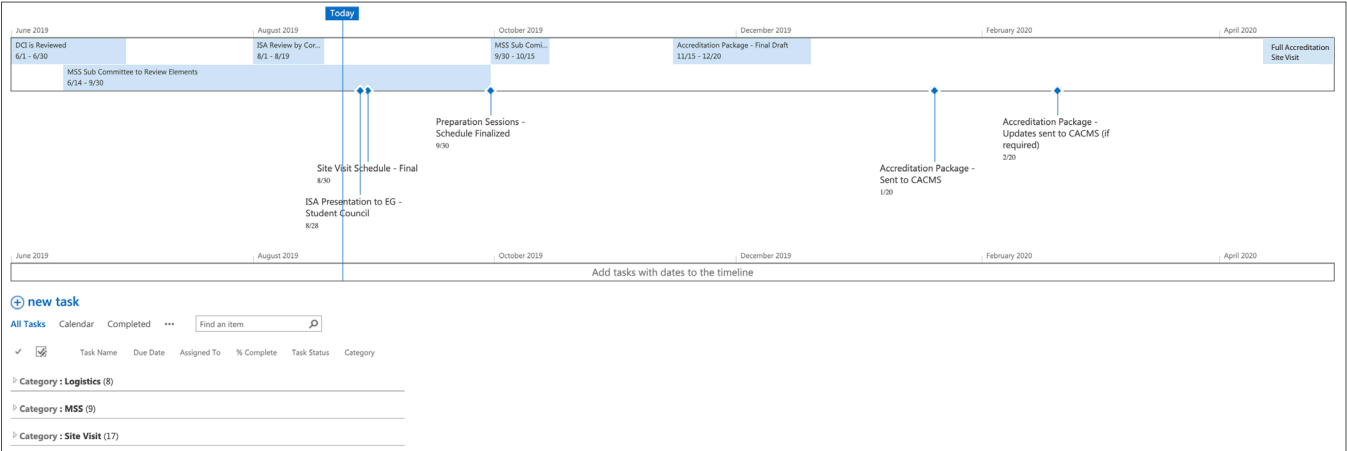 Today
June 2019
August 2019
October 2019
December 2019
February 2020
April 2020
DCI is Reviewed
6/1 - 6/30
ISA Review by Cor...
8/1 - 8/19
MSS Sub Comi...
9/30 - 10/15
Accreditation Package - Final Draft
11/15 - 12/20
Full Accreditation
Site Visit
MSS Sub Committee to Review Elements
6/14 - 9/30
Preparation Sessions -
Schedule Finalized
9/30
Accreditation Package -
Updates sent to CACMS (if
required)
2/20
Site Visit Schedule - Final
8/30
Accreditation Package -
Sent to CACMS
1/20
ISA Presentation to EG -
Student Council
8/28
June 2019
August 2019
October 2019
December 2019
February 2020
April 2020
Add tasks with dates to the timeline
new task
All Tasks Calendar Completed ••• Find an item
Task Name Due Date Assigned To % Complete Task Status Category
Category : Logistics (8)
Category : MSS (9)
Category : Site Visit (17)